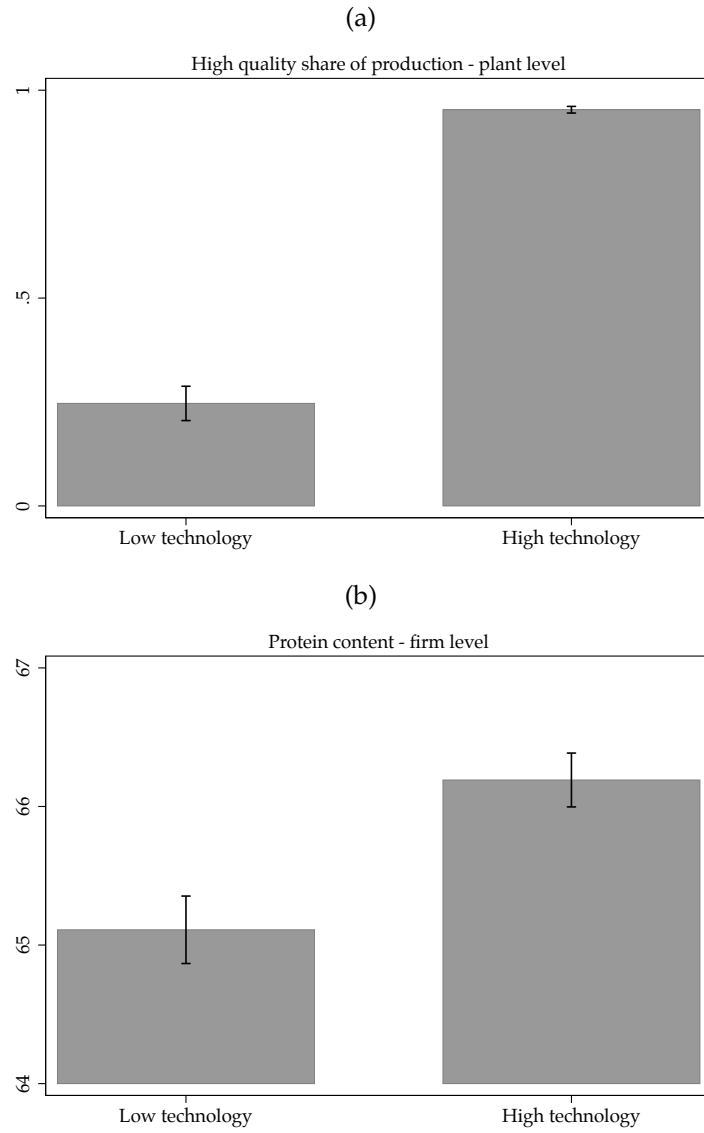 (a)
High quality share of production - plant level
1
.5
0
Low technology
High technology
(b)
Protein content - firm level
67
66
65
64
Low technology
High technology